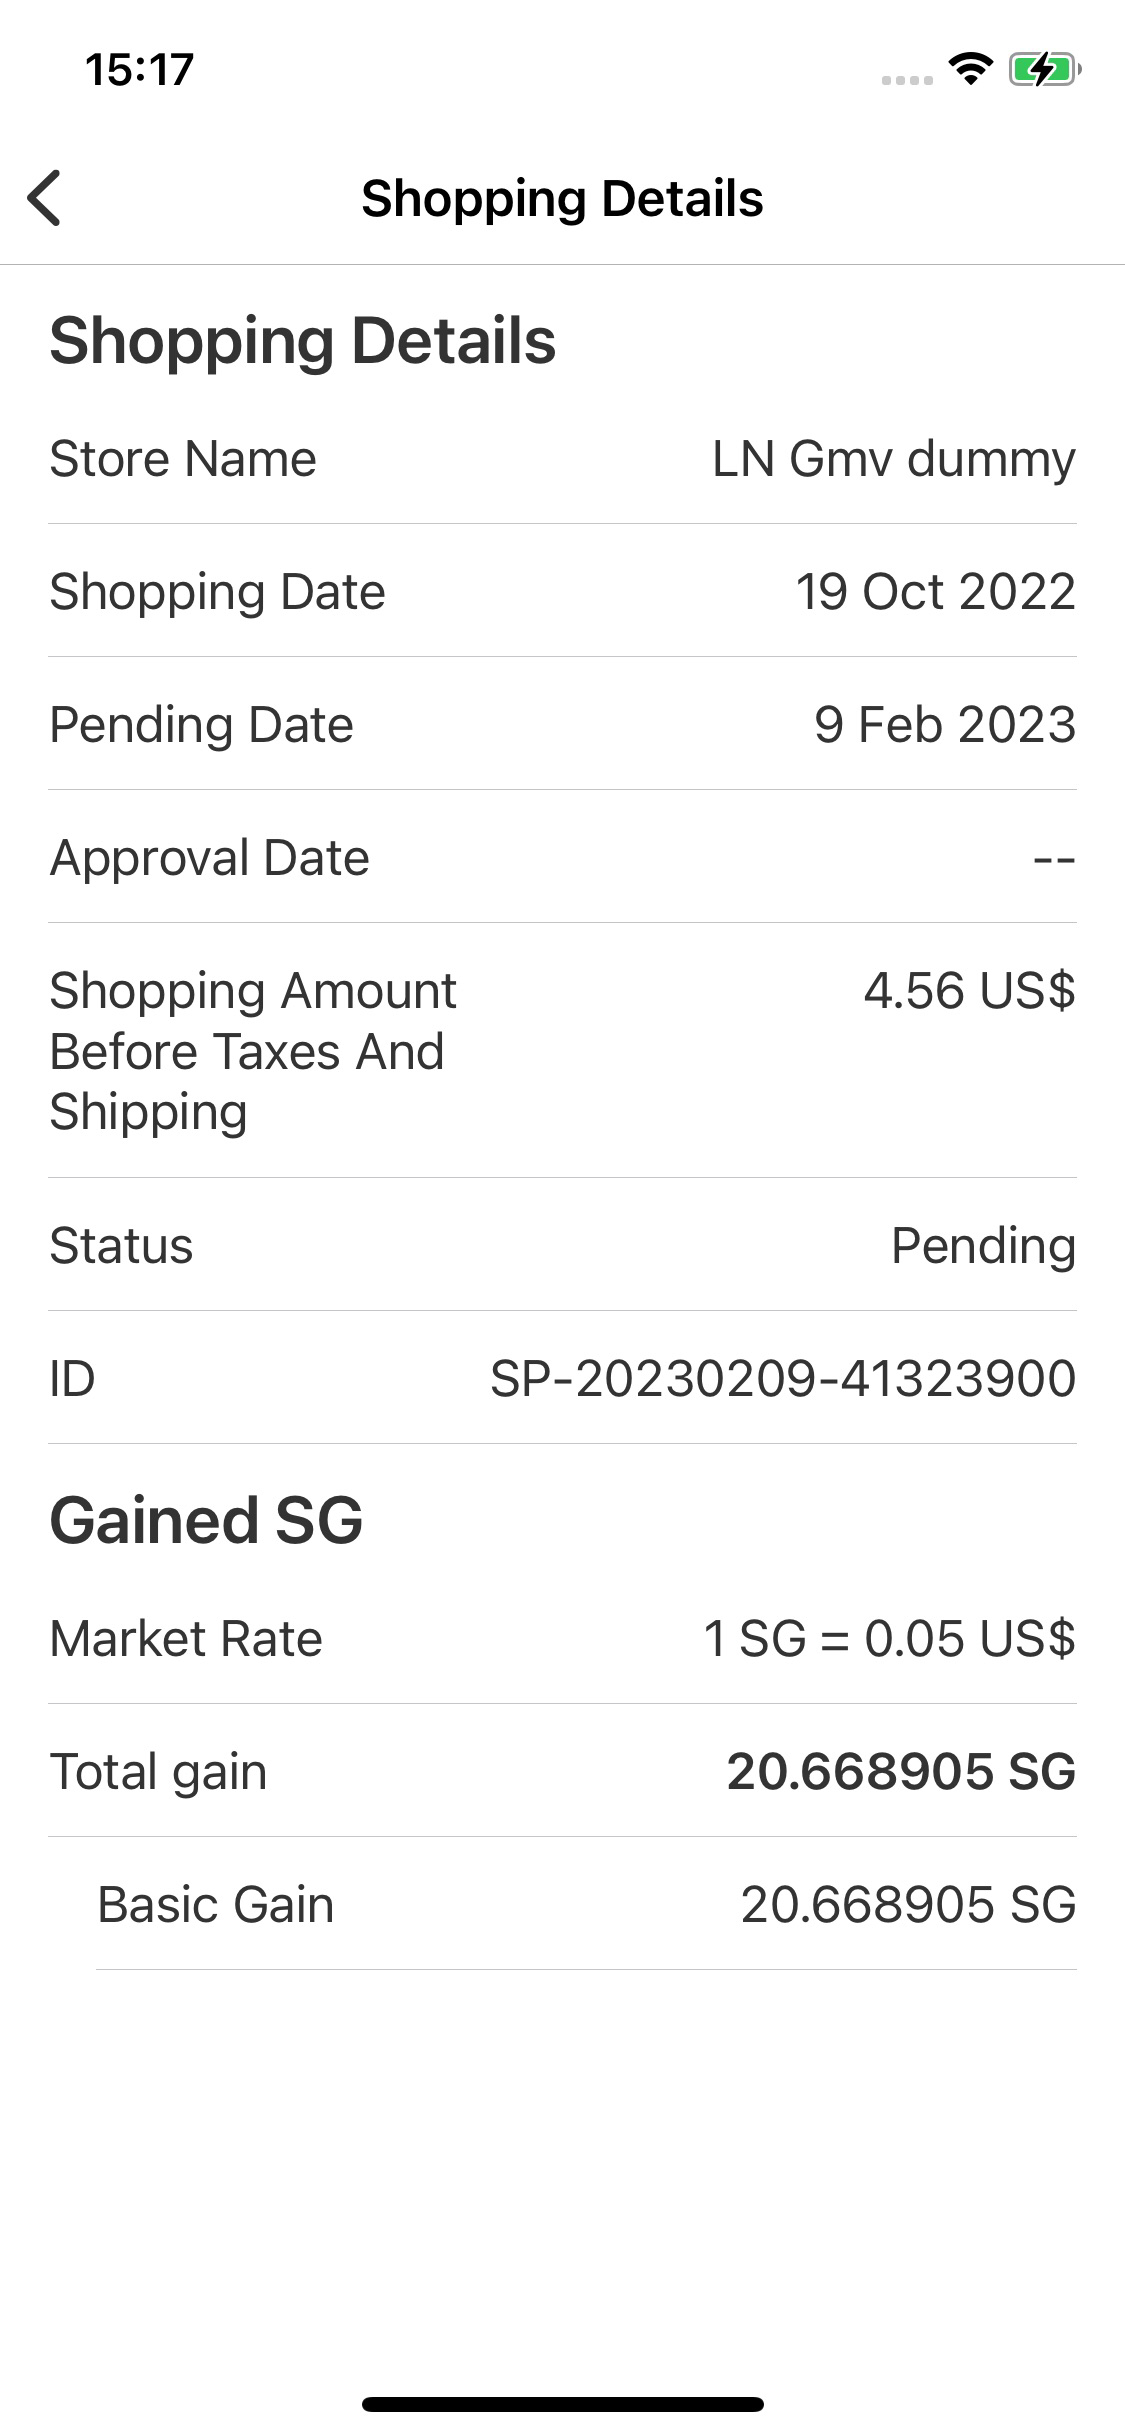 15:17
Shopping Details
Shopping Details
Store Name LN Gmv dummy
Shopping Date 19 Oct 2022
Pending Date 9 Feb 2023
Approval Date --
Shopping Amount 4.56 US$
Before Taxes And
Shipping
Status Pending
ID SP-20230209-41323900
Gained SG
Market Rate 1 SG = 0.05 US$
Total gain 20.668905 SG
Basic Gain 20.668905 SG